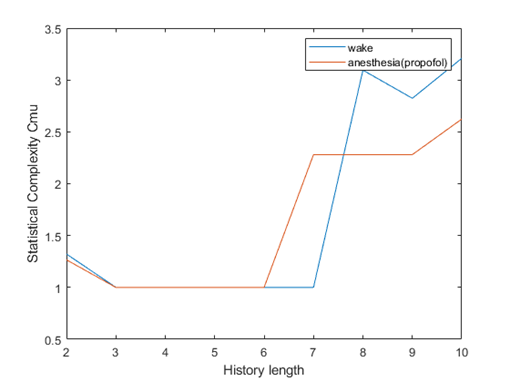 3.5
3
2.5
2
1.5
1
0.5
wake
anesthesia(propofol)
Statistical Complexity Cmu
2 3 4 5 6 7 8 9 10
History length